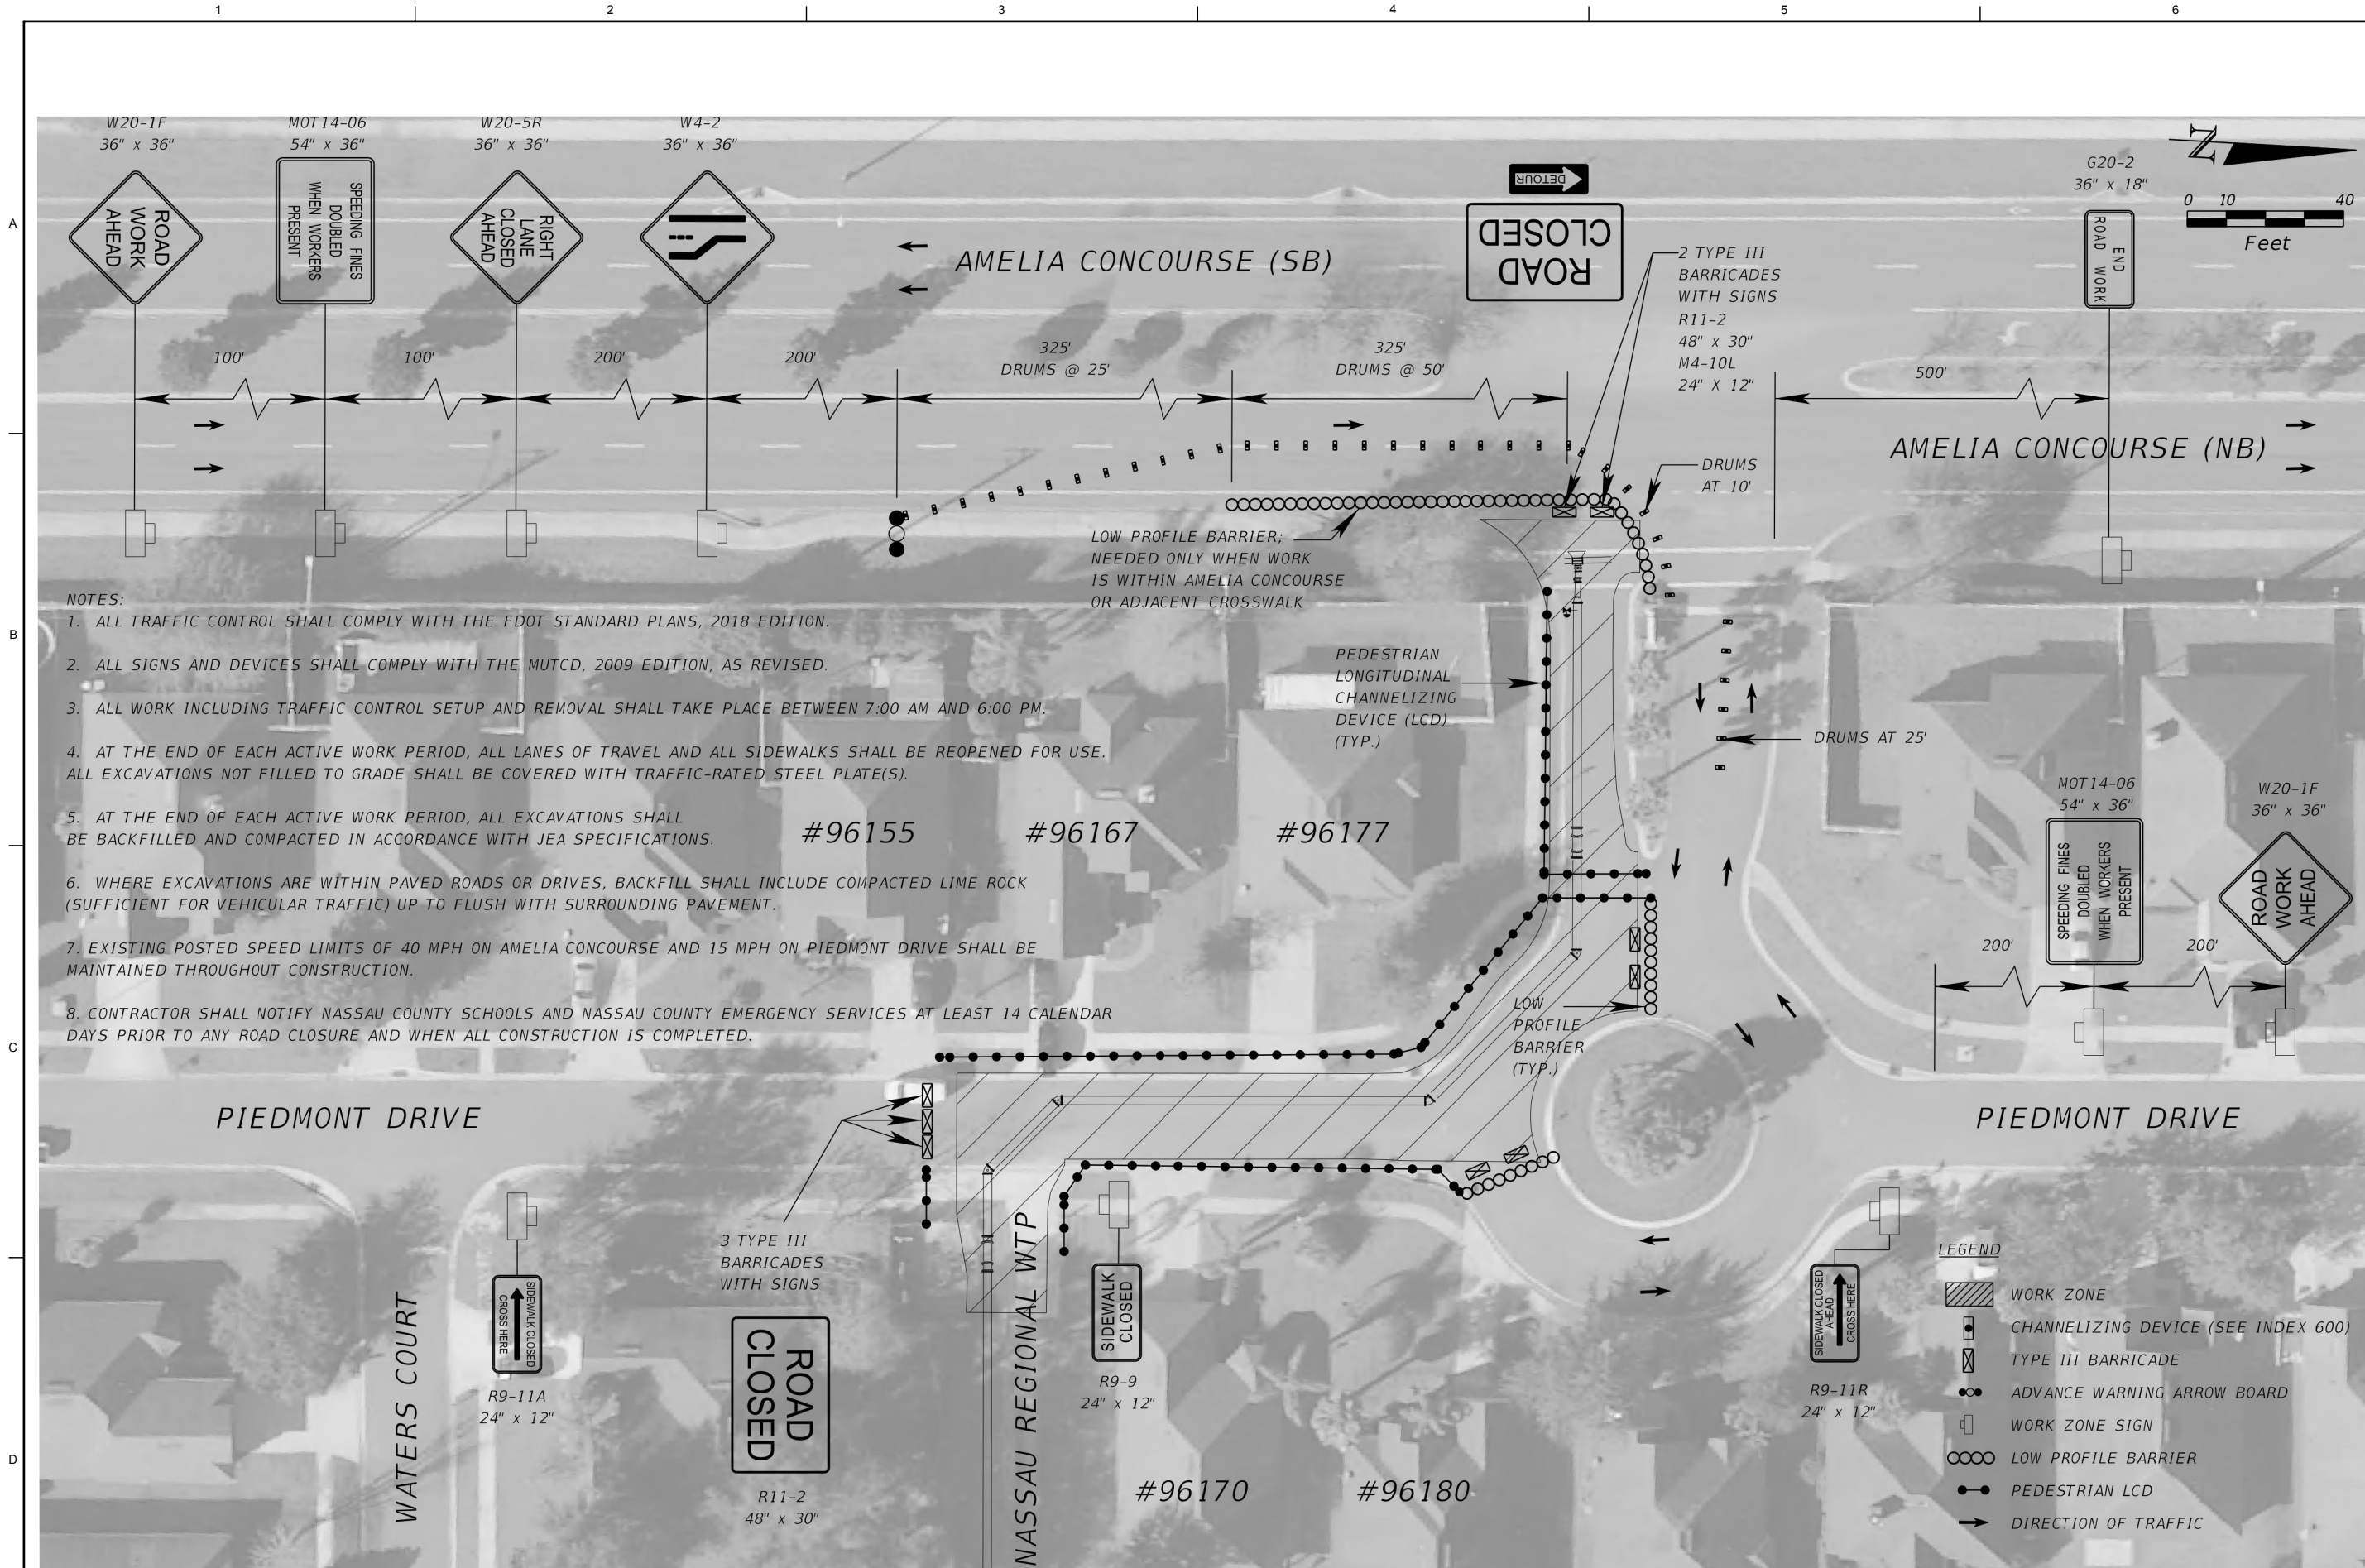 1 2 3 4 5 6
A
B
C
D
W20-1F
36" x 36"
ROAD
WORK
AHEAD
MOT14-06
54" x 36"
SPEEDING FINES
DOUBLED
WHEN WORKERS
PRESENT
W20-5R
36" x 36"
RIGHT
LANE
CLOSED
AHEAD
W4-2
36" x 36"
AMELIA CONCOURSE (SB)
DETOUR
ROAD
CLOSED
2 TYPE III
BARRICADES
WITH SIGNS
R11-2
48" x 30"
M4-10L
24" X 12"
G20-2
36" x 18"
END
ROAD WORK
N
0 10 40
Feet
100'
100'
200'
200'
325'
DRUMS @ 25'
325'
DRUMS @ 50'
500'
AMELIA CONCOURSE (NB)
DRUMS
AT 10'
LOW PROFILE BARRIER;
NEEDED ONLY WHEN WORK
IS WITHIN AMELIA CONCOURSE
OR ADJACENT CROSSWALK
NOTES:
1. ALL TRAFFIC CONTROL SHALL COMPLY WITH THE FDOT STANDARD PLANS, 2018 EDITION.
2. ALL SIGNS AND DEVICES SHALL COMPLY WITH THE MUTCD, 2009 EDITION, AS REVISED.
3. ALL WORK INCLUDING TRAFFIC CONTROL SETUP AND REMOVAL SHALL TAKE PLACE BETWEEN 7:00 AM AND 6:00 PM.
4. AT THE END OF EACH ACTIVE WORK PERIOD, ALL LANES OF TRAVEL AND ALL SIDEWALKS SHALL BE REOPENED FOR USE.
ALL EXCAVATIONS NOT FILLED TO GRADE SHALL BE COVERED WITH TRAFFIC-RATED STEEL PLATE(S).
5. AT THE END OF EACH ACTIVE WORK PERIOD, ALL EXCAVATIONS SHALL
BE BACKFILLED AND COMPACTED IN ACCORDANCE WITH JEA SPECIFICATIONS.
6. WHERE EXCAVATIONS ARE WITHIN PAVED ROADS OR DRIVES, BACKFILL SHALL INCLUDE COMPACTED LIME ROCK
(SUFFICIENT FOR VEHICULAR TRAFFIC) UP TO FLUSH WITH SURROUNDING PAVEMENT.
7. EXISTING POSTED SPEED LIMITS OF 40 MPH ON AMELIA CONCOURSE AND 15 MPH ON PIEDMONT DRIVE SHALL BE
MAINTAINED THROUGHOUT CONSTRUCTION.
8. CONTRACTOR SHALL NOTIFY NASSAU COUNTY SCHOOLS AND NASSAU COUNTY EMERGENCY SERVICES AT LEAST 14 CALENDAR
DAYS PRIOR TO ANY ROAD CLOSURE AND WHEN ALL CONSTRUCTION IS COMPLETED.
PEDESTRIAN
LONGITUDINAL
CHANNELIZING
DEVICE (LCD)
(TYP.)
DRUMS AT 25'
#96155
#96167
#96177
MOT14-06
54" x 36"
SPEEDING FINES
DOUBLED
WHEN WORKERS
PRESENT
W20-1F
36" x 36"
ROAD
WORK
AHEAD
200'
200'
LOW
PROFILE
BARRIER
(TYP.)
PIEDMONT DRIVE
PIEDMONT DRIVE
3 TYPE III
BARRICADES
WITH SIGNS
ROAD
CLOSED
R11-2
48" x 30"
WATERS COURT
SIDEWALK CLOSED
CROSS HERE
R9-11A
24" x 12"
NASSAU REGIONAL WTP
SIDEWALK
CLOSED
R9-9
24" x 12"
#96170
#96180
SIDEWALK CLOSED
AHEAD
CROSS HERE
R9-11R
24" x 12"
LEGEND
WORK ZONE
CHANNELIZING DEVICE (SEE INDEX 600)
TYPE III BARRICADE
ADVANCE WARNING ARROW BOARD
WORK ZONE SIGN
LOW PROFILE BARRIER
PEDESTRIAN LCD
DIRECTION OF TRAFFIC